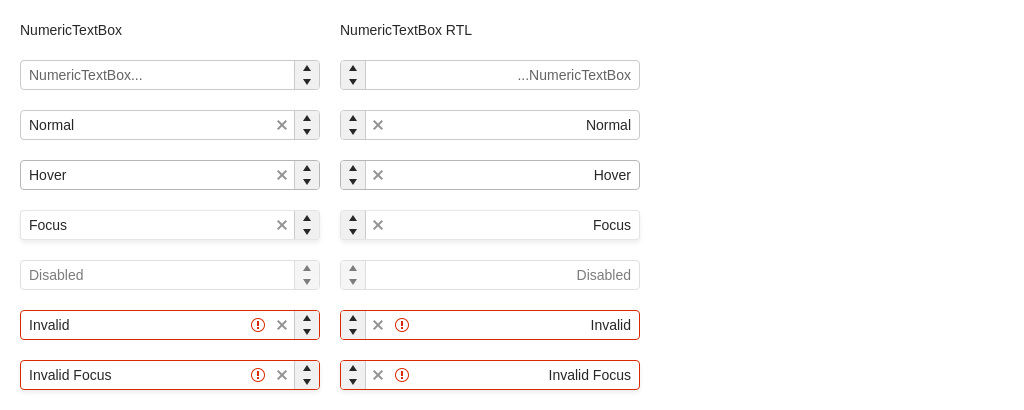 NumericTextBox
NumericTextBox RTL
NumericTextBox...
...NumericTextBox
Normal
Normal
Hover
Hover
Focus
Focus
Disabled
Disabled
Invalid
Invalid
Invalid Focus
Invalid Focus